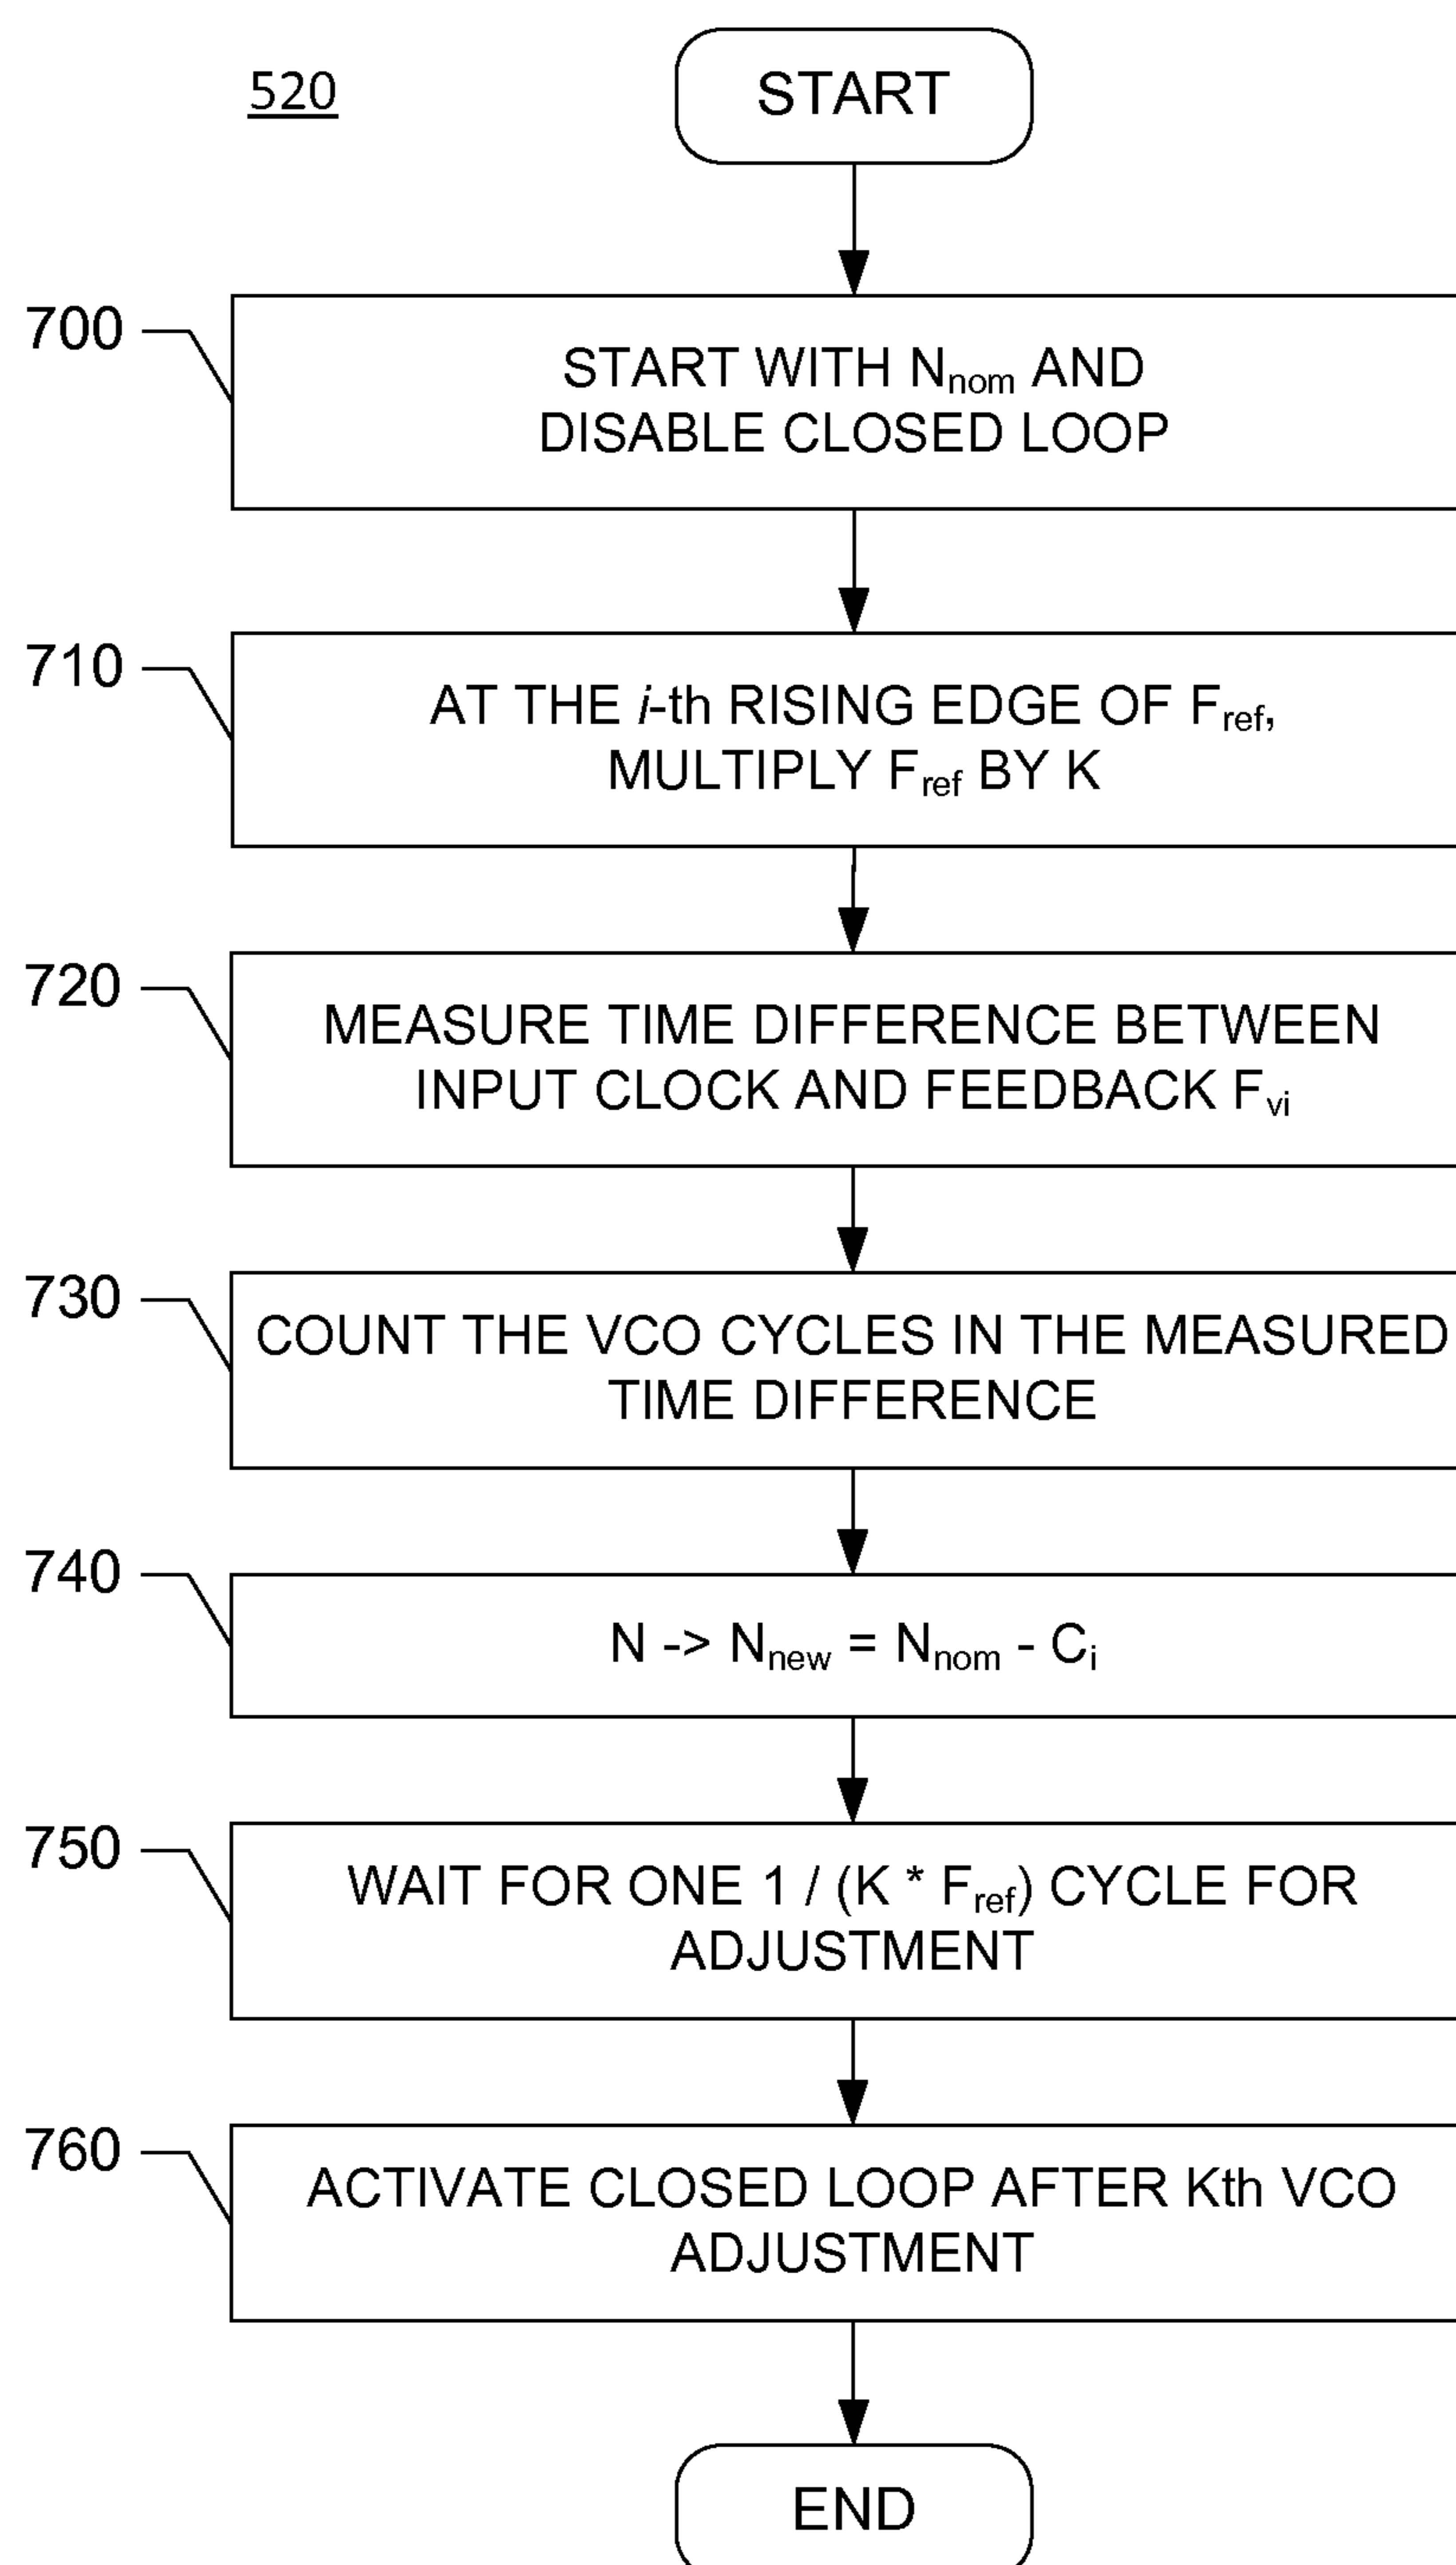 520
START
700
START WITH Nnom AND
DISABLE CLOSED LOOP
710
AT THE i-th RISING EDGE OF Fref,
MULTIPLY Fref BY K
720
MEASURE TIME DIFFERENCE BETWEEN
INPUT CLOCK AND FEEDBACK Fvi
730
COUNT THE VCO CYCLES IN THE MEASURED
TIME DIFFERENCE
740
N -> Nnew = Nnom - Ci
750
WAIT FOR ONE 1 / (K * Fref) CYCLE FOR
ADJUSTMENT
760
ACTIVATE CLOSED LOOP AFTER Kth VCO
ADJUSTMENT
END